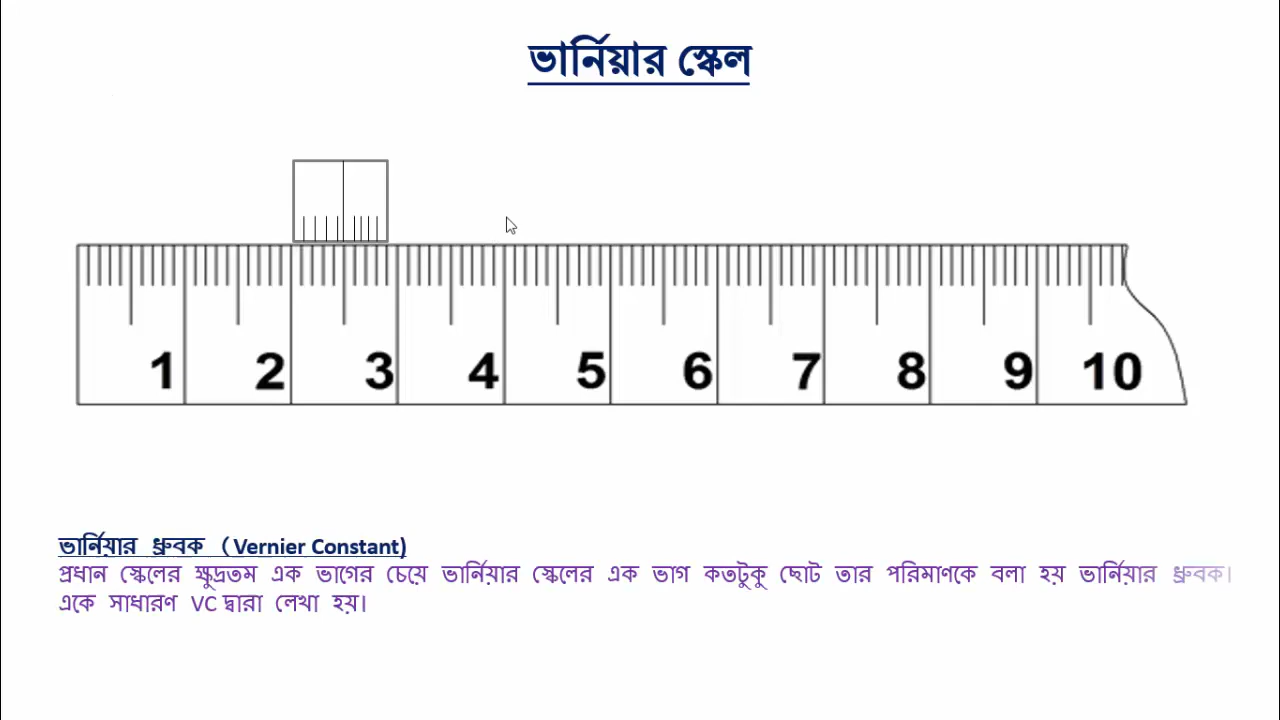 ভার্নিয়ার স্কেল
1 2 3 4 5 6 7 8 9 10
ভার্নিয়ার ধ্রুবক (Vernier Constant)
প্রধান স্কেলের ক্ষুদ্রতম এক ভাগের চেয়ে ভার্নিয়ার স্কেলের এক ভাগ কতটুকু ছোট তার পরিমাণকে বলা হয় ভার্নিয়ার ধ্রুবক।
একে সাধারণ VC দ্বারা লেখা হয়।